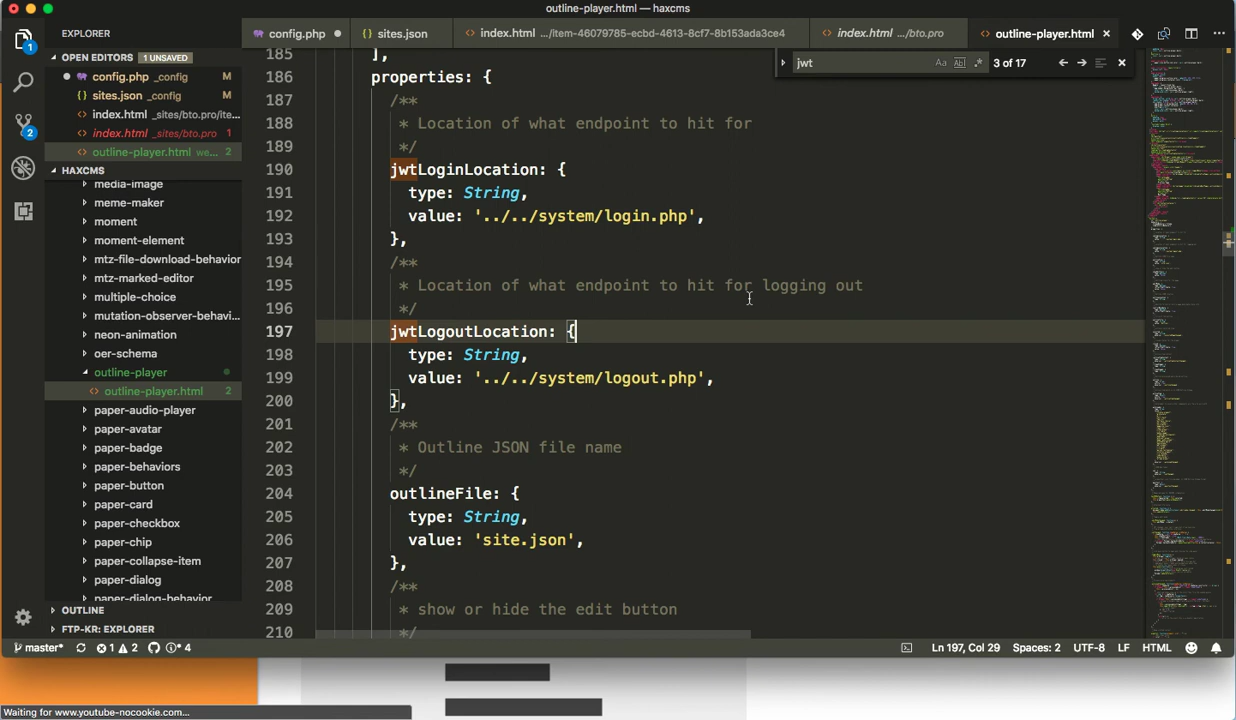 outline-player.html — haxcms
EXPLORER
config.php
sites.json
index.html .../item-46079785-ecbd-4613-8cf7-8b153ada3ce4
index.html .../bto.pro
outline-player.html
OPEN EDITORS 1 UNSAVED
config.php _config M
sites.json _config M
index.html _sites/bto.pro/ite...
index.html _sites/bto.pro 1
outline-player.html we... 2
HAXCMS
media-image
meme-maker
moment
moment-element
mtz-file-download-behavior
mtz-marked-editor
multiple-choice
mutation-observer-behavi...
neon-animation
oer-schema
outline-player
outline-player.html 2
paper-audio-player
paper-avatar
paper-badge
paper-behaviors
paper-button
paper-card
paper-checkbox
paper-chip
paper-collapse-item
paper-dialog
paper-dialog-behavior
OUTLINE
FTP-KR: EXPLORER
jwt Aa Abl .* 3 of 17
185 ],
186 properties: {
187 /**
188 * Location of what endpoint to hit for
189 */
190 jwtLoginLocation: {
191 type: String,
192 value: '../../system/login.php',
193 },
194 /**
195 * Location of what endpoint to hit for logging out
196 */
197 jwtLogoutLocation: {
198 type: String,
199 value: '../../system/logout.php',
200 },
201 /**
202 * Outline JSON file name
203 */
204 outlineFile: {
205 type: String,
206 value: 'site.json',
207 },
208 /**
209 * show or hide the edit button
210 */
master* 1 2 4 Ln 197, Col 29 Spaces: 2 UTF-8 LF HTML
Waiting for www.youtube-nocookie.com...